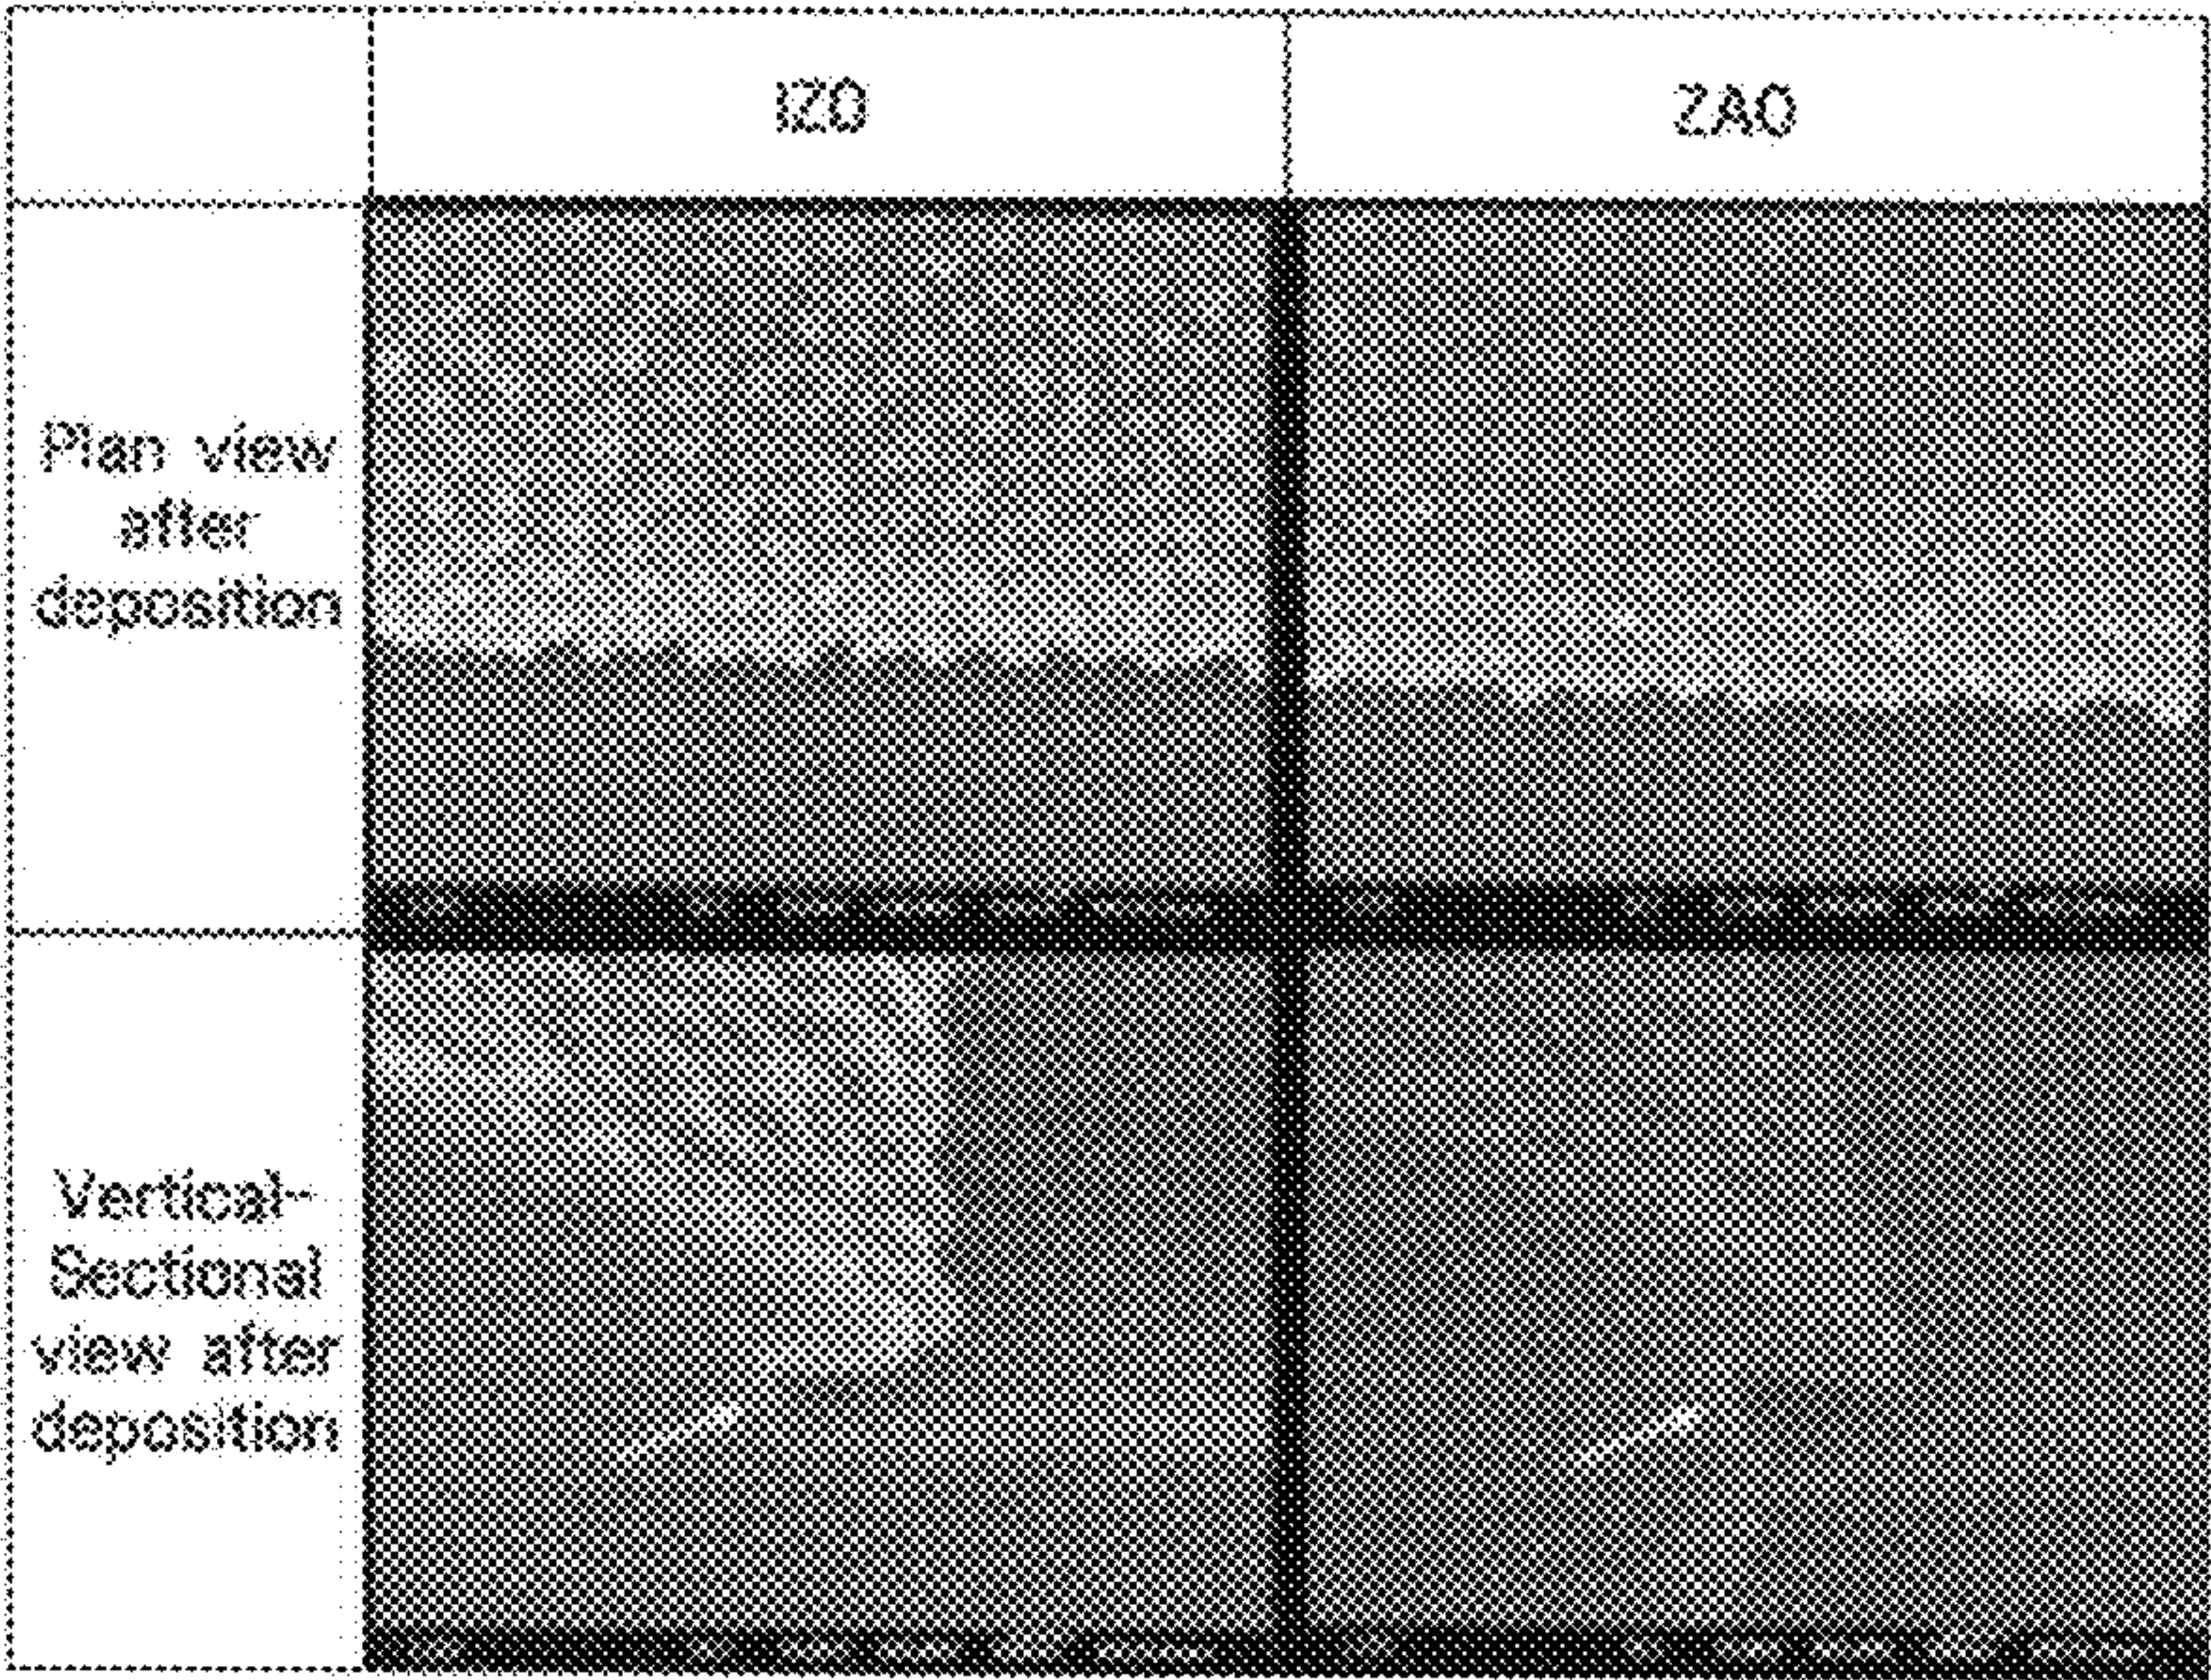 IZO
ZAO
Plan view
after
deposition
Vertical-
Sectional
view after
deposition